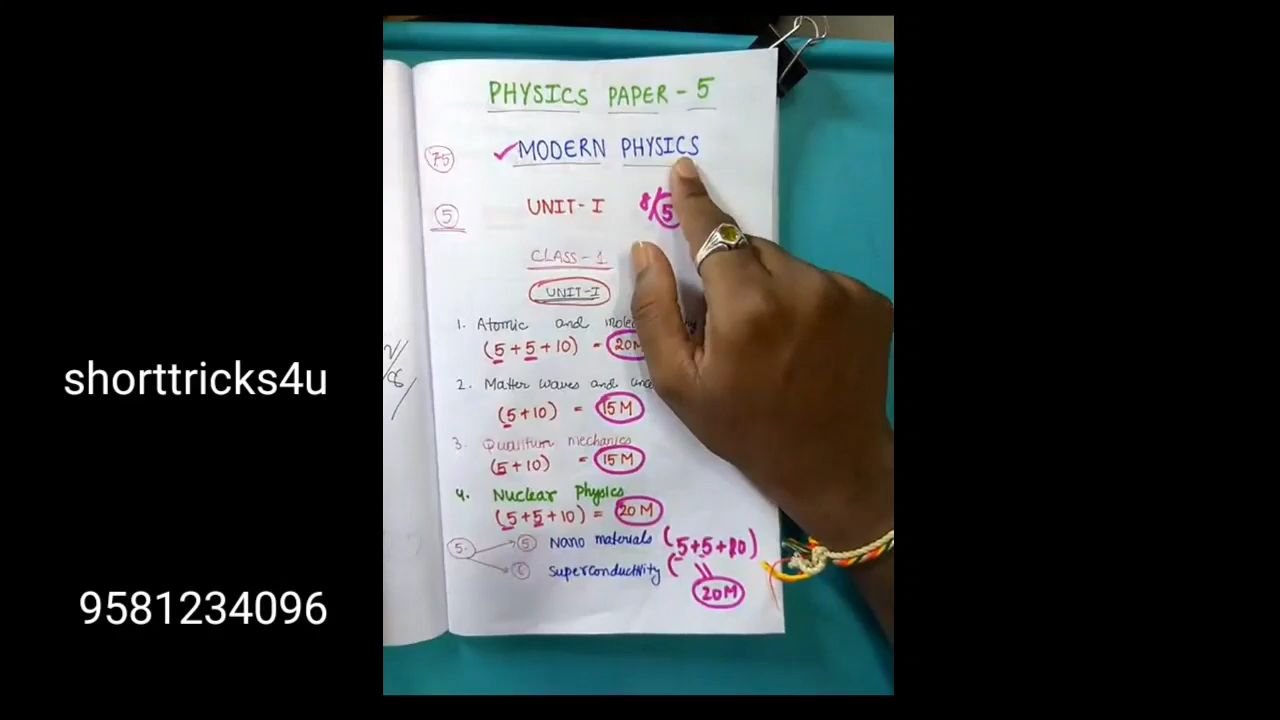 PHYSICS PAPER - 5
75
✓MODERN PHYSICS
5
UNIT - I
8/5
CLASS - 1
UNIT-I
1. Atomic and
(5 + 5 + 10) = 20M
2. Matter waves and
(5 + 10) = 15M
3. Quantum mechanics
(5 + 10) = 15M
4. Nuclear Physics
(5 + 5 + 10) = 20M
5. 5 Nano materials (5+5+10)
6 superconductivity (
20M
shorttricks4u
9581234096